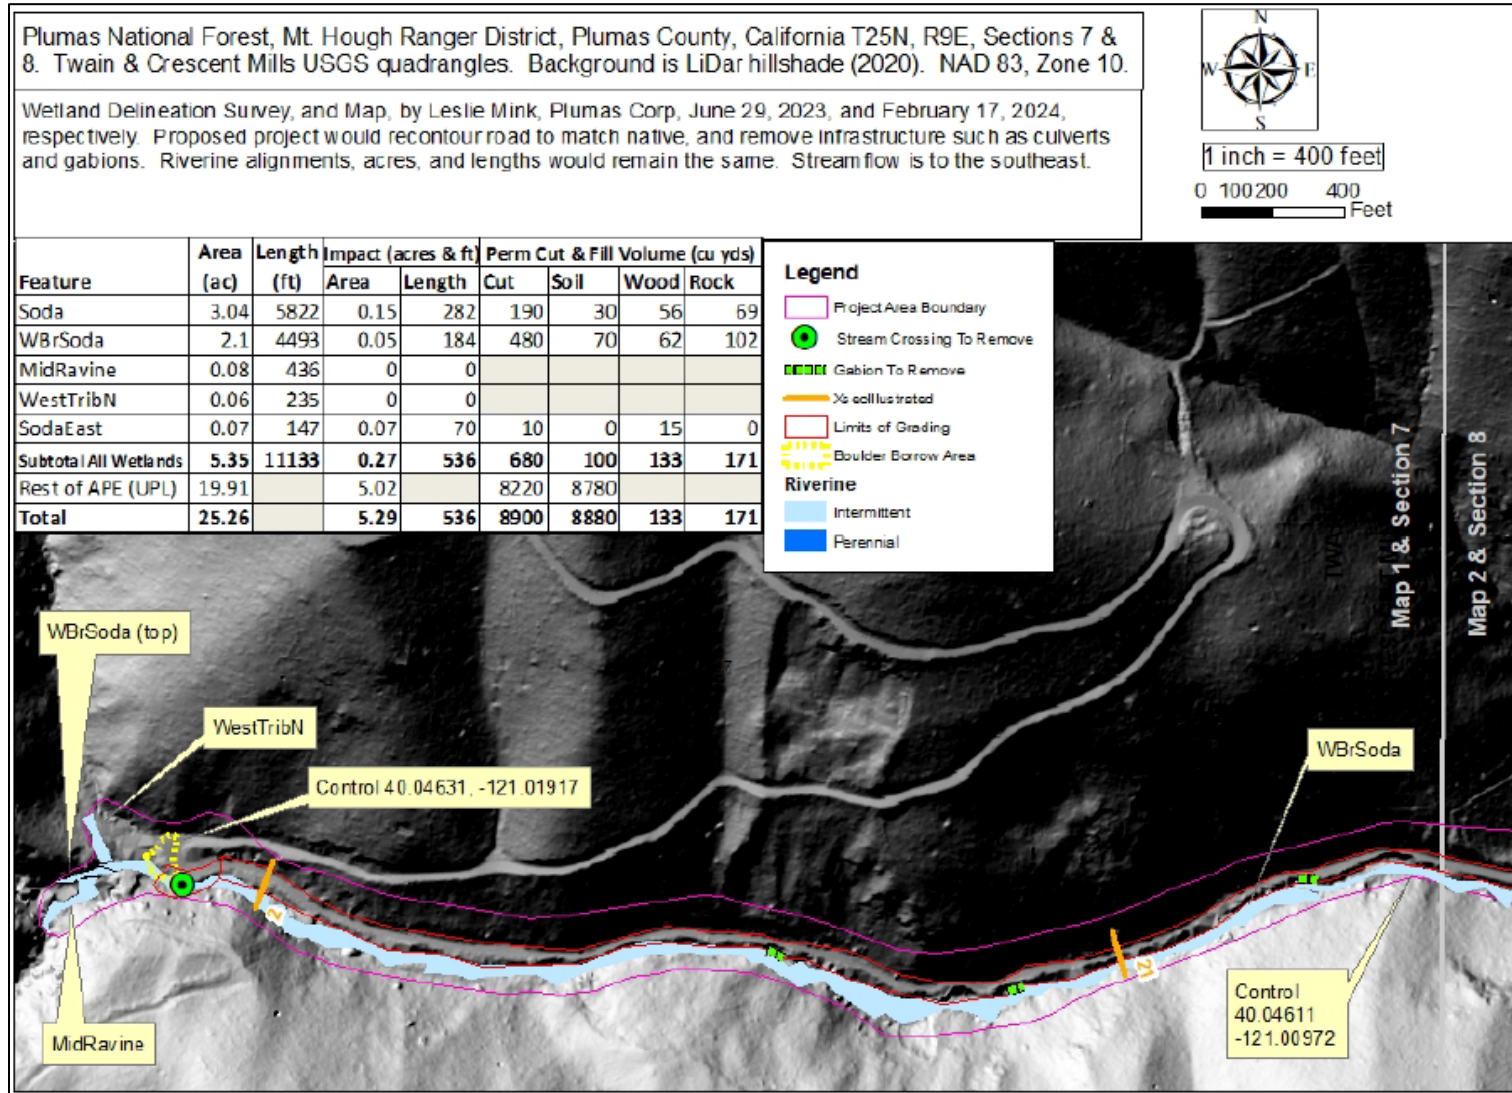 Plumas National Forest, Mt. Hough Ranger District, Plumas County, California T25N, R9E, Sections 7 &
8. Twain & Crescent Mills USGS quadrangles. Background is LiDar hillshade (2020). NAD 83, Zone 10.
Wetland Delineation Survey, and Map, by Leslie Mink, Plumas Corp, June 29, 2023, and February 17, 2024,
respectively. Proposed project would recontour road to match native, and remove infrastructure such as culverts
and gabions. Riverine alignments, acres, and lengths would remain the same. Streamflow is to the southeast.
N
W E
S
1 inch = 400 feet
0 100 200 400
Feet
Area Length Impact (acres & ft) Perm Cut & Fill Volume (cu yds)
Feature (ac) (ft) Area Length Cut Soil Wood Rock
Soda 3.04 5822 0.15 282 190 30 56 69
WBrSoda 2.1 4493 0.05 184 480 70 62 102
MidRavine 0.08 436 0 0
WestTribN 0.06 235 0 0
SodaEast 0.07 147 0.07 70 10 0 15 0
Subtotal All Wetlands 5.35 11133 0.27 536 680 100 133 171
Rest of APE (UPL) 19.91 5.02 8220 8780
Total 25.26 5.29 536 8900 8880 133 171
Legend
Project Area Boundary
Stream Crossing To Remove
Gabion To Remove
Limits of Grading
Boulder Borrow Area
Riverine
Intermittent
Perennial
Map 1 & Section 7
Map 2 & Section 8
WBrSoda (top)
WestTribN
Control 40.04631, -121.01917
WBrSoda
2
21
MidRavine
Control
40.04611
-121.00972